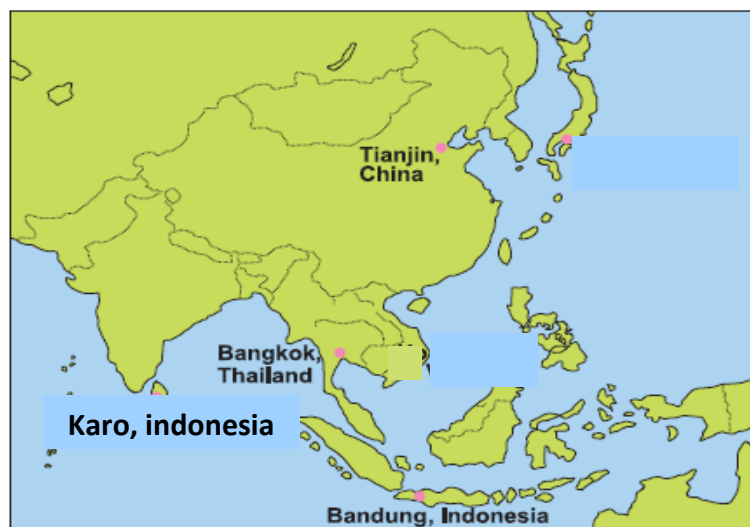 Tianjin,
China
Bangkok,
Thailand
Karo, indonesia
Bandung, Indonesia